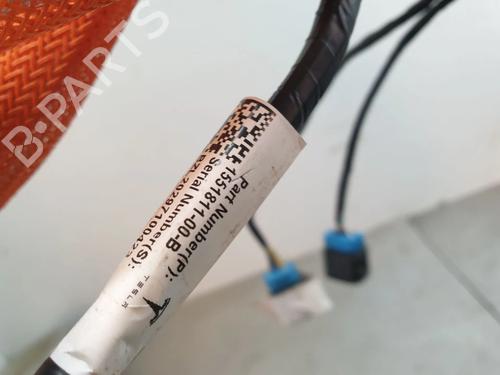 Part Number(P):
1551811-00-B
Serial Number(S):
TESLA
B-PARTS